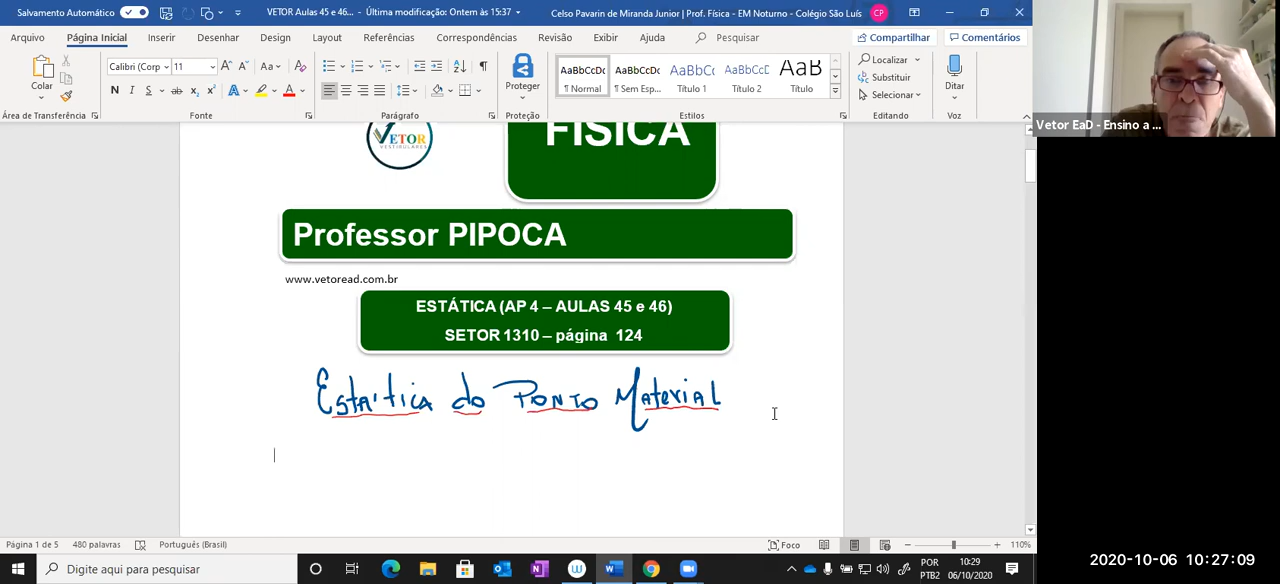 Salvamento Automático
VETOR Aulas 45 e 46... - Última modificação: Ontem às 15:37
Celso Pavarin de Miranda Junior | Prof. Física - EM Noturno - Colégio São Luís
CP
Arquivo
Página Inicial
Inserir
Desenhar
Design
Layout
Referências
Correspondências
Revisão
Exibir
Ajuda
Pesquisar
Compartilhar
Comentários
Colar
Calibri (Corp
11
Aa
N I S ab x₂ x²
A A
Área de Transferência
Fonte
Parágrafo
Proteger
Proteção
AaBbCcDc
¶ Normal
AaBbCcDc
¶ Sem Esp...
AaBbCc
Título 1
AaBbCcD
Título 2
AaB
Título
Estilos
Localizar
Substituir
Selecionar
Editando
Ditar
Voz
Vetor EaD - Ensino a ...
VETOR
VESTIBULARES
FÍSICA
Professor PIPOCA
www.vetoread.com.br
ESTÁTICA (AP 4 – AULAS 45 e 46)
SETOR 1310 – página 124
Estática do Ponto Material
Página 1 de 5
480 palavras
Português (Brasil)
Foco
110%
Digite aqui para pesquisar
POR
PTB2
10:29
06/10/2020
2020-10-06 10:27:09